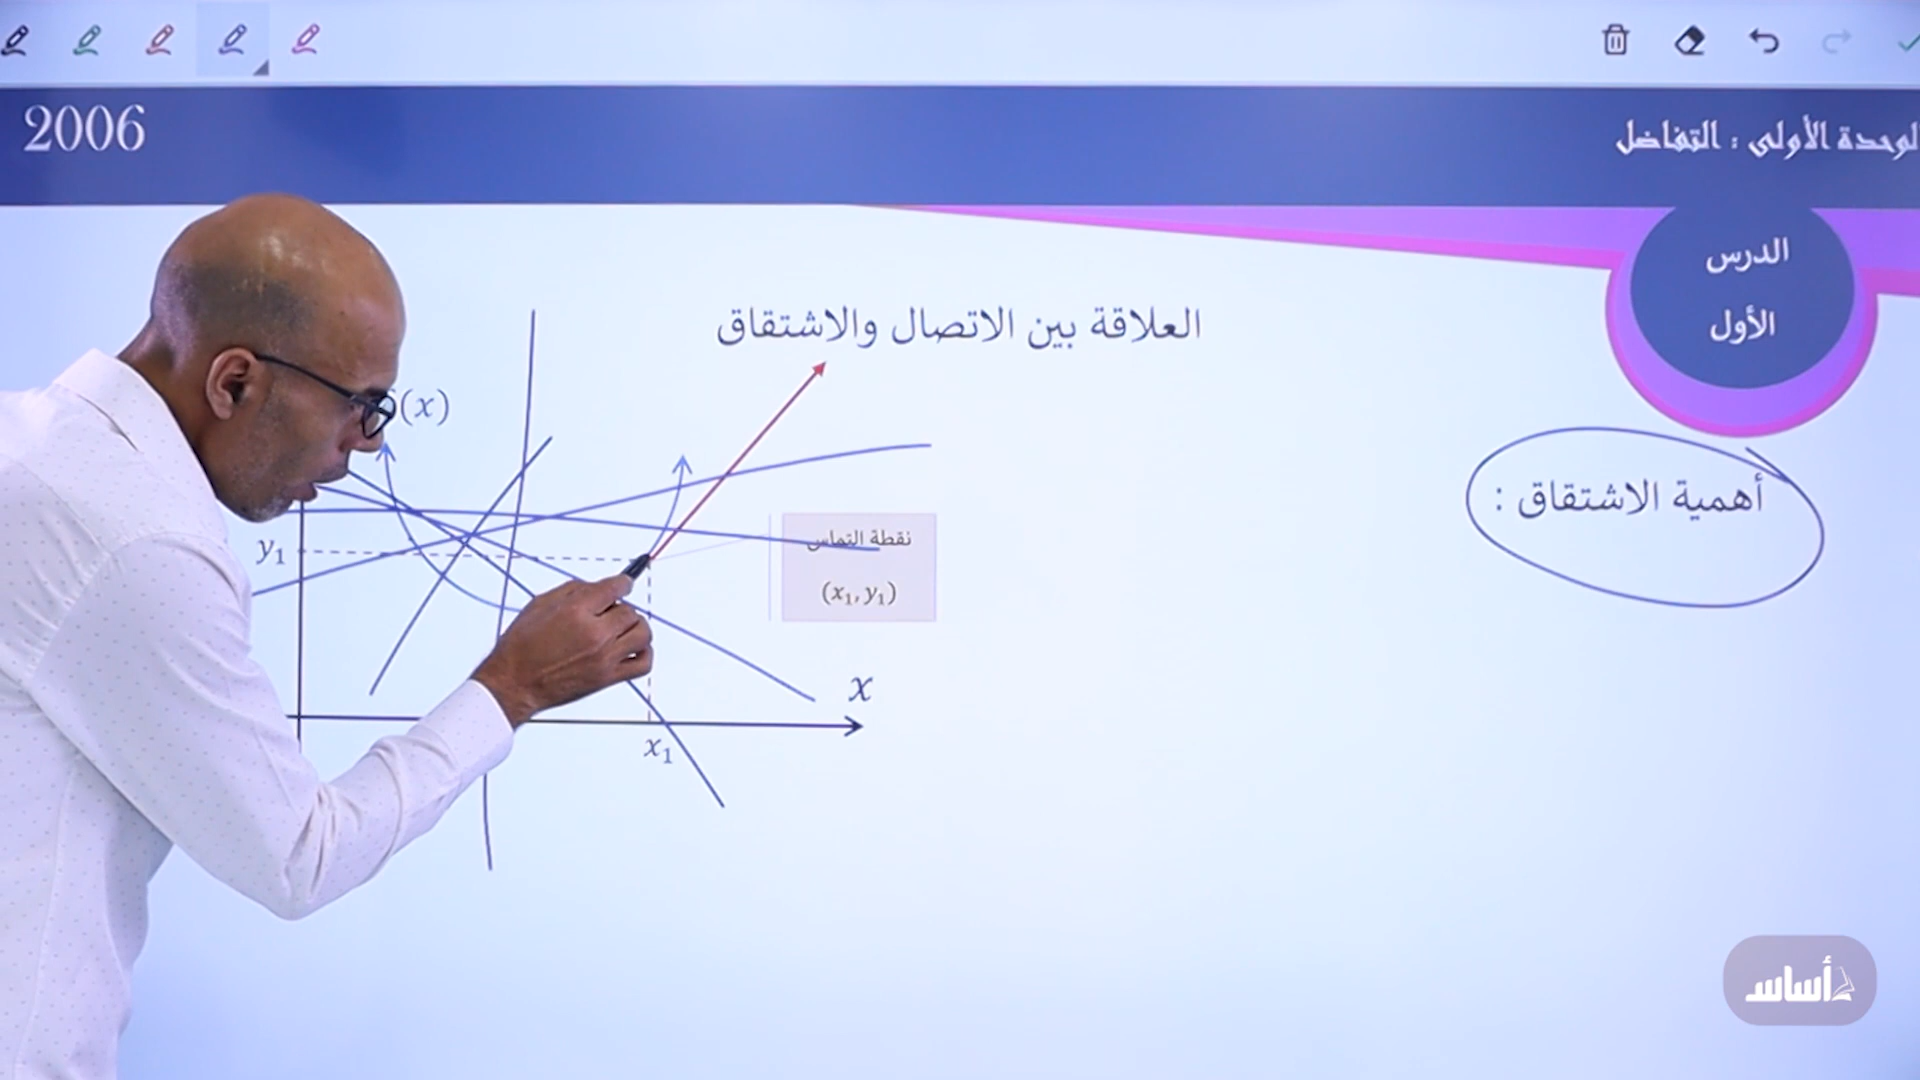 2006
الوحدة الأولى : التفاضل
الدرس
الأول
العلاقة بين الاتصال والاشتقاق
(x)
أهمية الاشتقاق :
y₁
نقطة التماس
(x₁, y₁)
x
x₁
أساس